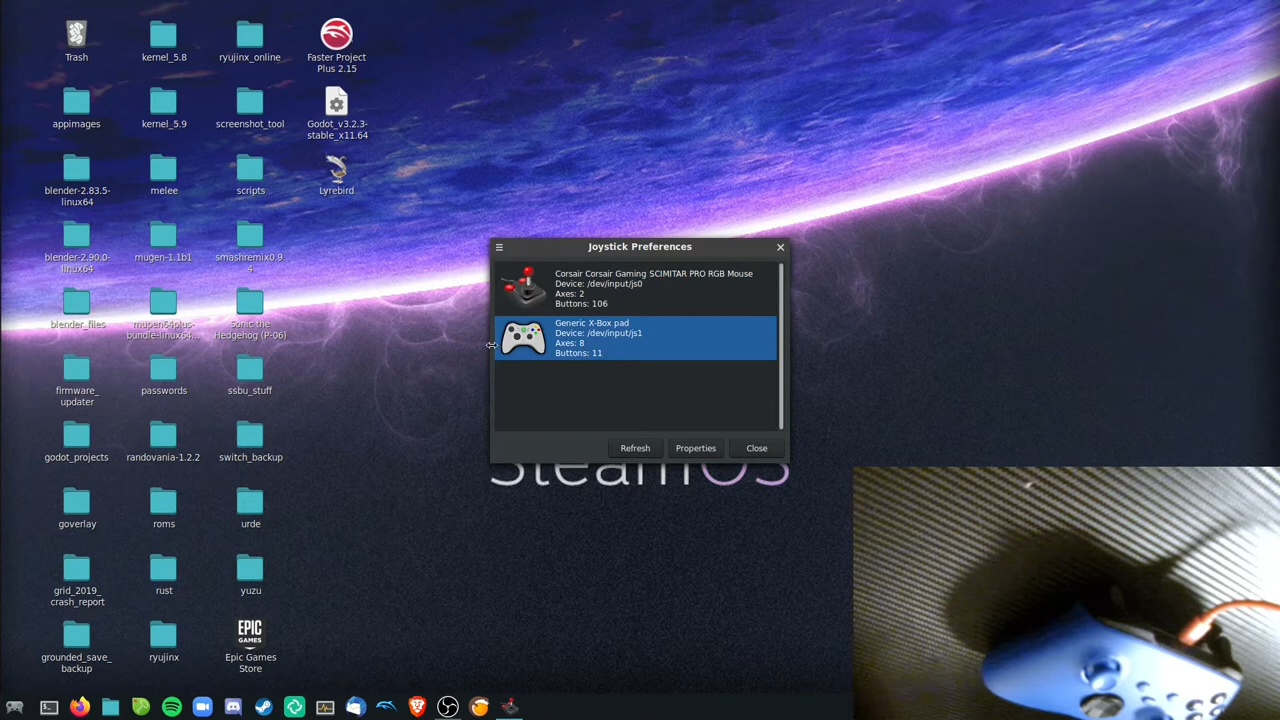 Trash
kernel_5.8
ryujinx_online
Faster Project
Plus 2.15
appimages
kernel_5.9
screenshot_tool
Godot_v3.2.3-
stable_x11.64
blender-2.83.5-
linux64
melee
scripts
Lyrebird
blender-2.90.0-
linux64
mugen-1.1b1
smashremix0.9.
4
blender_files
mupen64plus-
bundle-linux64...
Sonic the
Hedgehog (P-06)
firmware_
updater
passwords
ssbu_stuff
godot_projects
randovania-1.2.2
switch_backup
goverlay
roms
urde
grid_2019_
crash_report
rust
yuzu
grounded_save_
backup
ryujinx
EPIC
GAMES
Epic Games
Store
Joystick Preferences
Corsair Corsair Gaming SCIMITAR PRO RGB Mouse
Device: /dev/input/js0
Axes: 2
Buttons: 106
Generic X-Box pad
Device: /dev/input/js1
Axes: 8
Buttons: 11
Refresh
Properties
Close
SteamOS